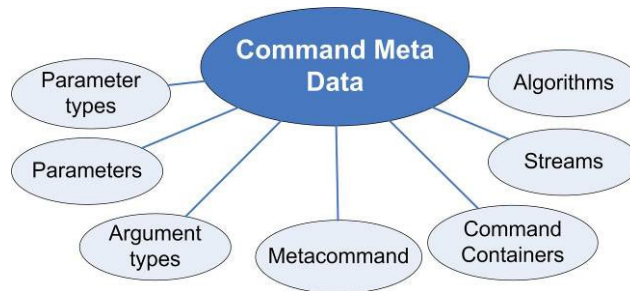 Command Meta
Data
Parameter
types
Algorithms
Parameters
Streams
Argument
types
Metacommand
Command
Containers